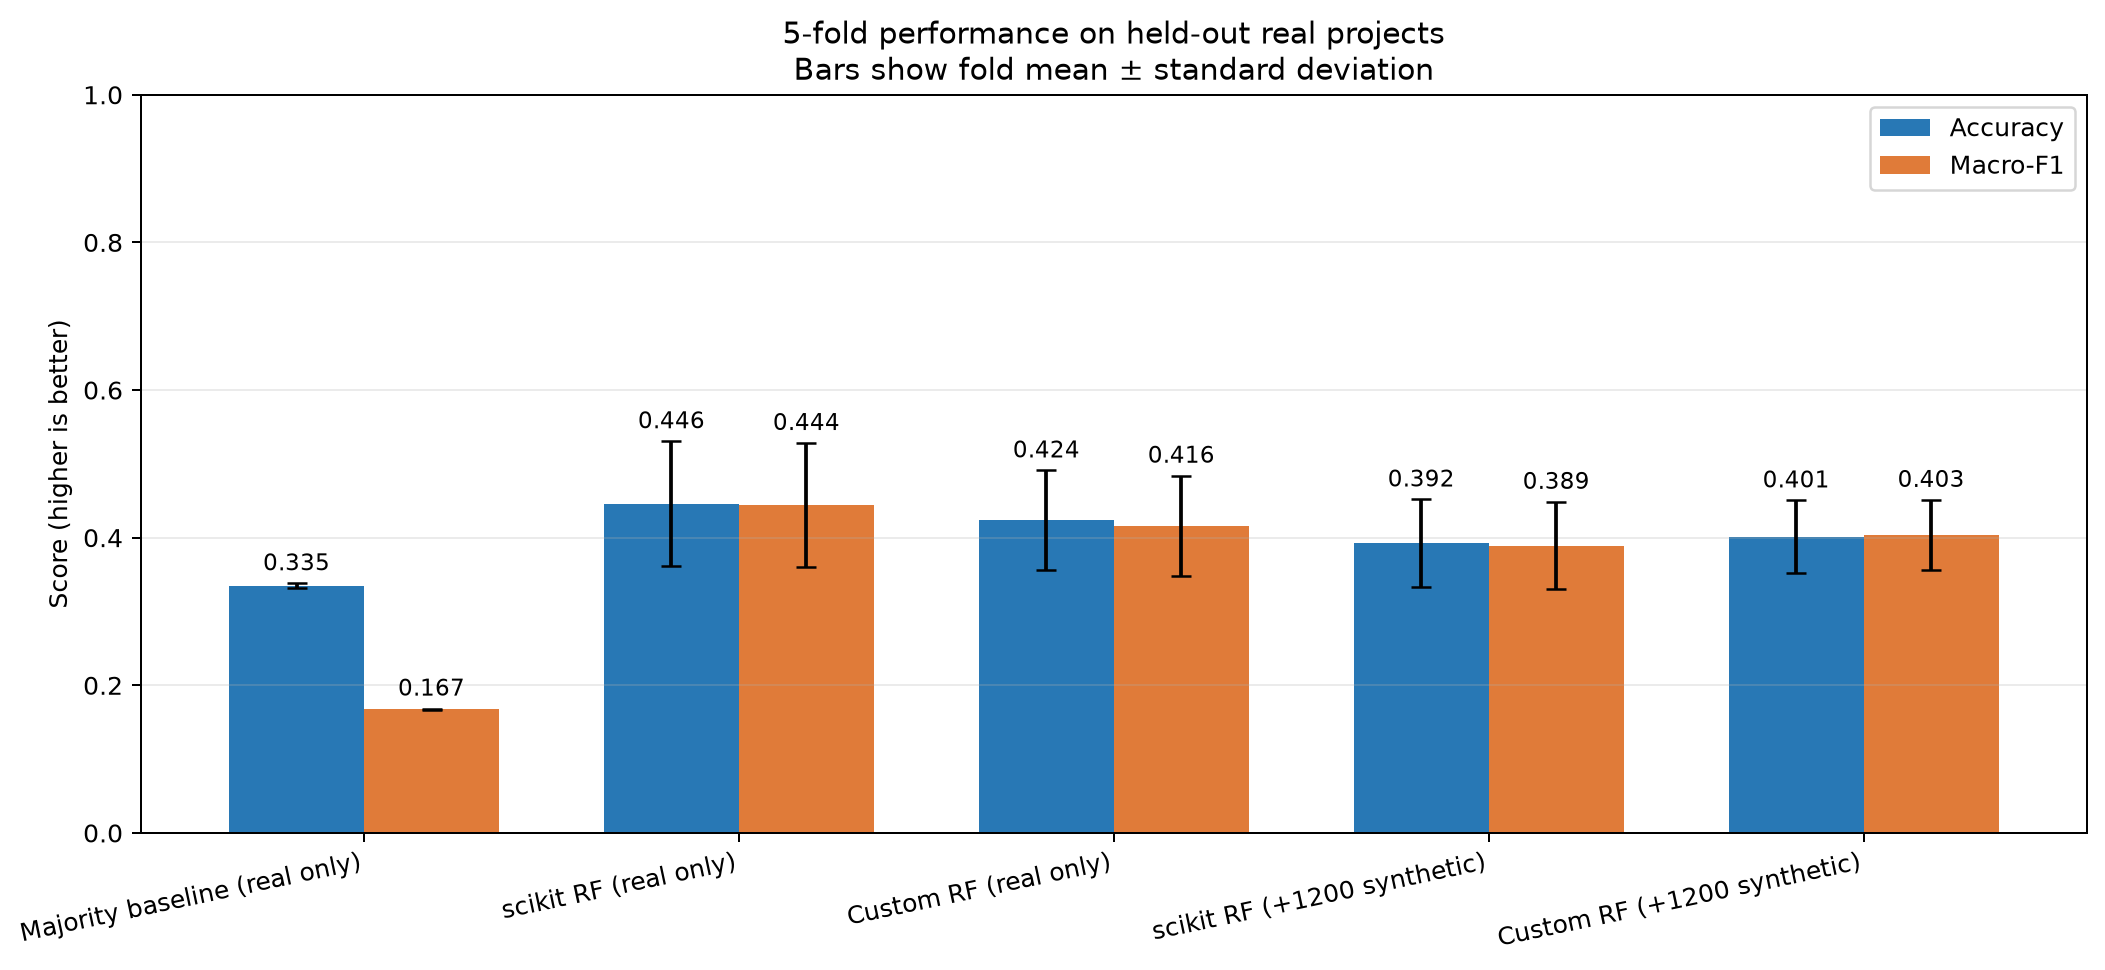 5-fold performance on held-out real projects
Bars show fold mean ± standard deviation
Score (higher is better)
1.0
0.8
0.6
0.4
0.2
0.0
Accuracy
Macro-F1
0.335
0.167
0.446
0.444
0.424
0.416
0.392
0.389
0.401
0.403
Majority baseline (real only)
scikit RF (real only)
Custom RF (real only)
scikit RF (+1200 synthetic)
Custom RF (+1200 synthetic)